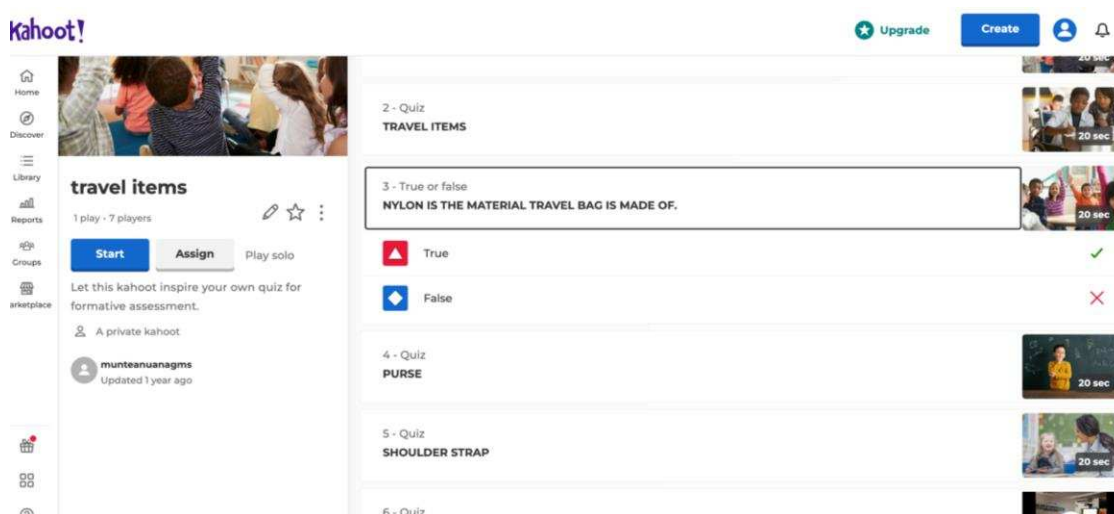 Kahoot!
Upgrade
Create
Home
Discover
Library
Reports
Groups
arketplace
travel items
1 play · 7 players
Start
Assign
Play solo
Let this kahoot inspire your own quiz for
formative assessment.
A private kahoot
munteanuanagms
Updated 1 year ago
20 sec
2 - Quiz
TRAVEL ITEMS
20 sec
3 - True or false
NYLON IS THE MATERIAL TRAVEL BAG IS MADE OF.
20 sec
True
False
4 - Quiz
PURSE
20 sec
5 - Quiz
SHOULDER STRAP
20 sec
6 - Quiz